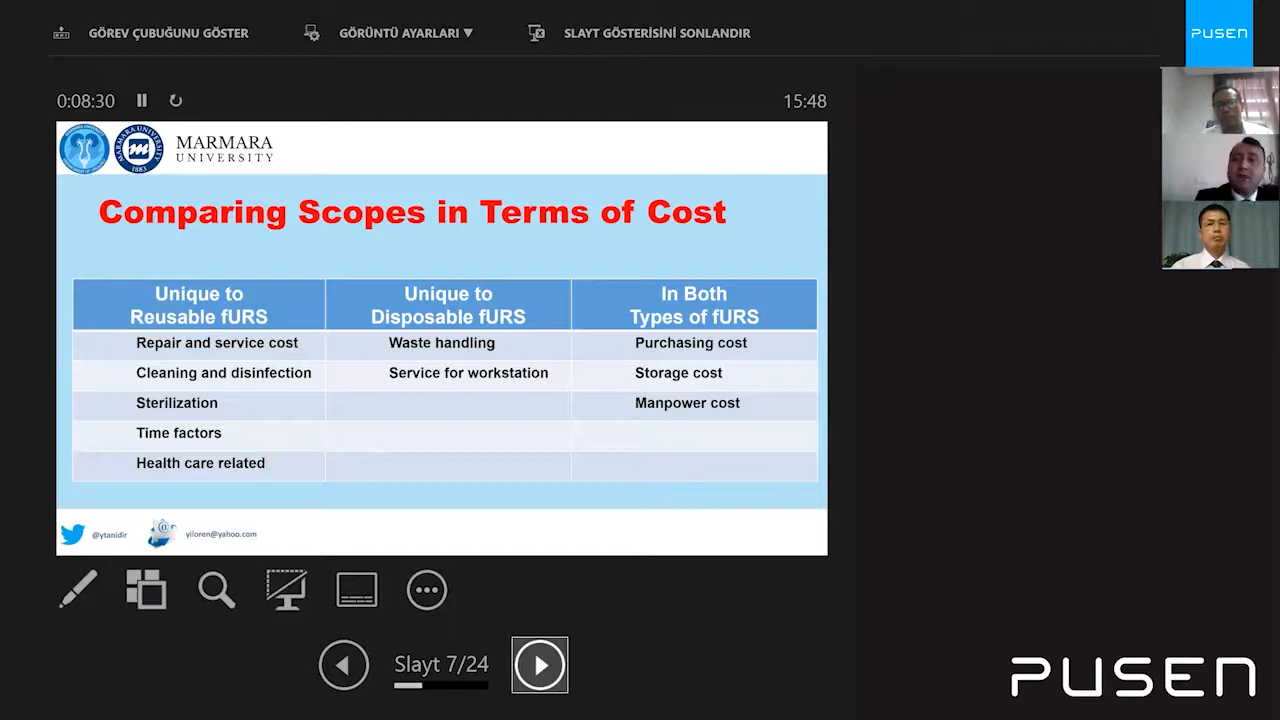 GÖREV ÇUBUĞUNU GÖSTER
GÖRÜNTÜ AYARLARI ▼
SLAYT GÖSTERİSİNİ SONLANDIR
PUSEN
0:08:30
15:48
MARMARA
UNIVERSITY
MARMARA UNIVERSITY
1883
Comparing Scopes in Terms of Cost
Unique to
Reusable fURS
Unique to
Disposable fURS
In Both
Types of fURS
Repair and service cost
Waste handling
Purchasing cost
Cleaning and disinfection
Service for workstation
Storage cost
Sterilization
Manpower cost
Time factors
Health care related
@ytanidir
yiloren@yahoo.com
Slayt 7/24
PUSEN